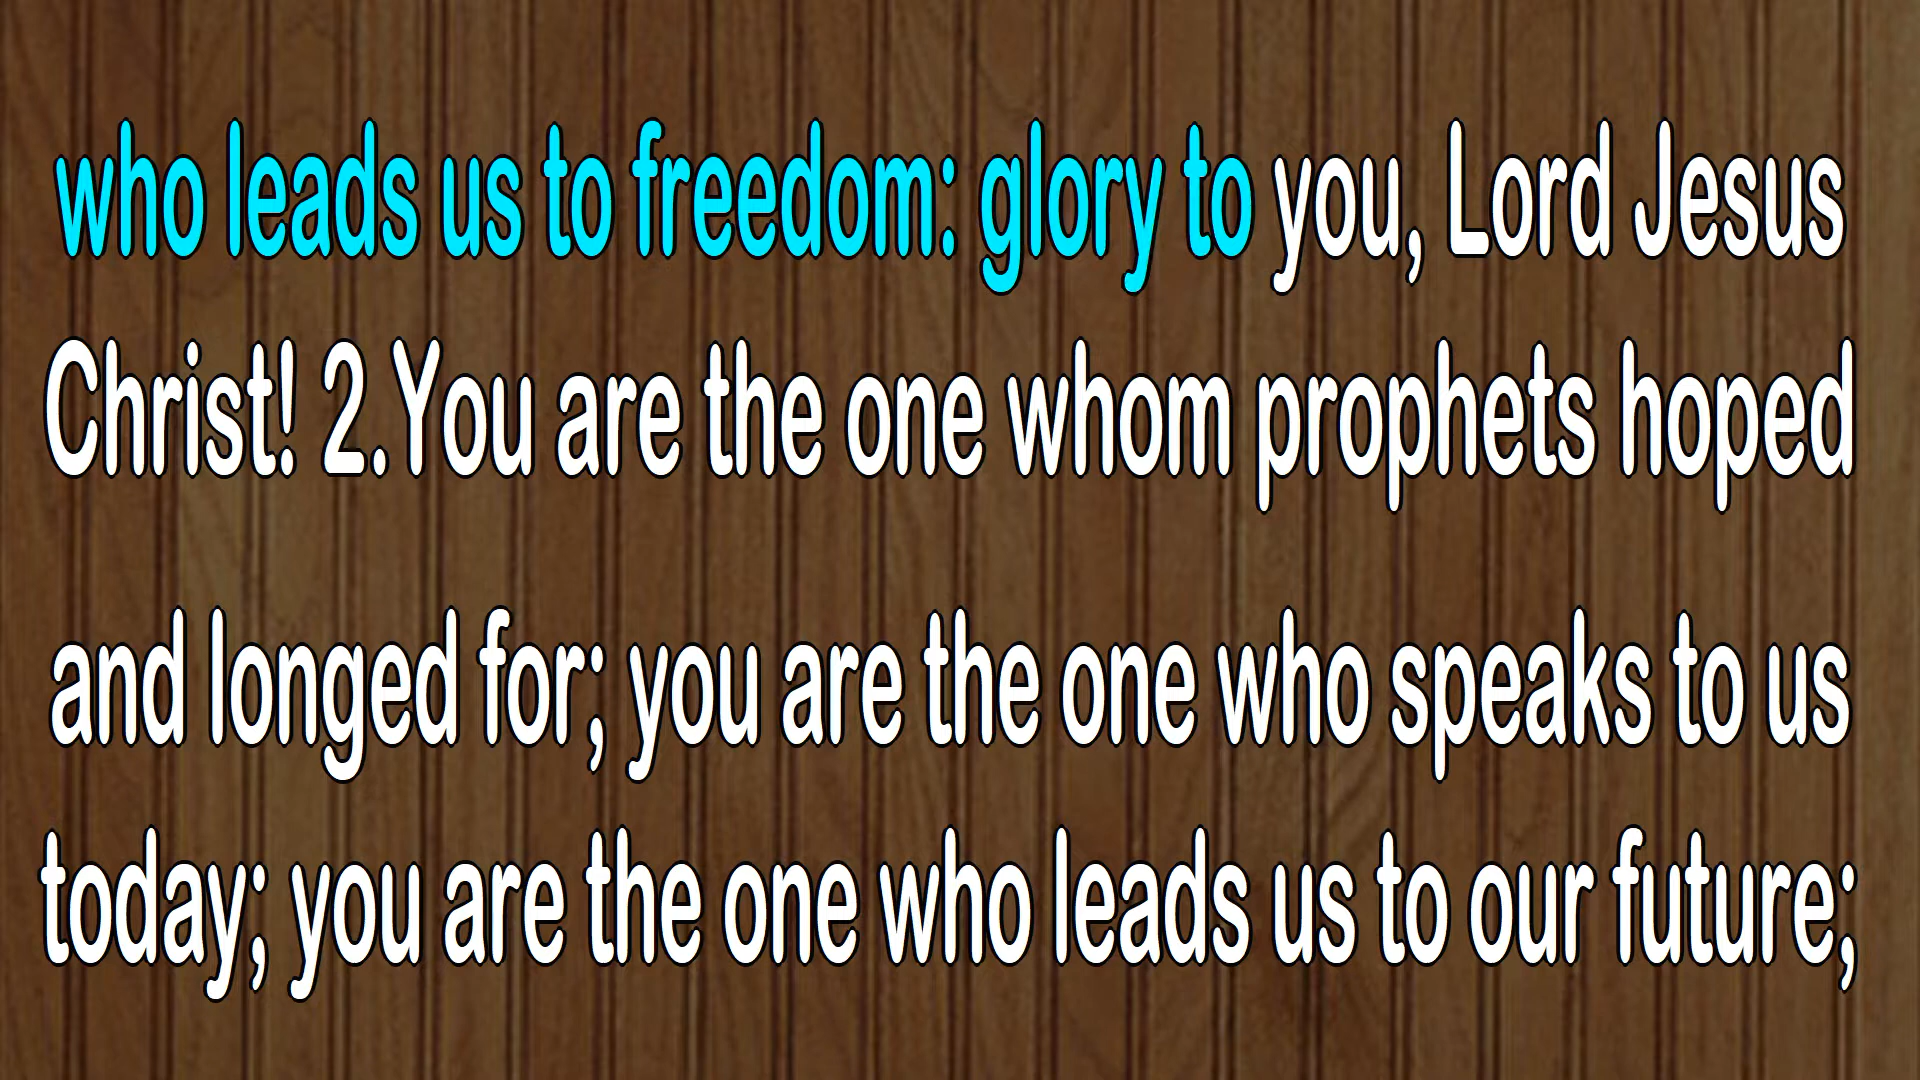 who leads us to freedom: glory to you, Lord Jesus
Christ! 2.You are the one whom prophets hoped
and longed for; you are the one who speaks to us
today; you are the one who leads us to our future;